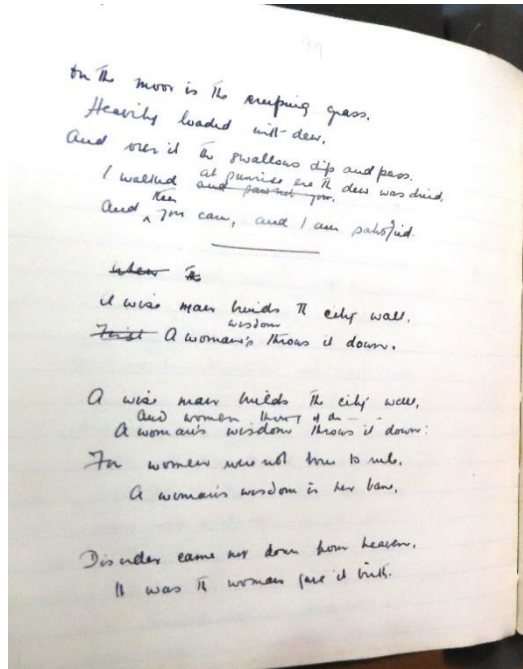 99
On the moor is the creeping grass.
Heavily loaded with dew.
And over it the swallows dip and pass.
I walked at sunrise ere the dew was dried.
and saw not you.
then
And you came, and I am satisfied.
when the
A wise man builds the city wall,
wisdom
A woman's throws it down.
A wise man builds the city wall,
And women throw it do
A woman's wisdom throws it down:
For women were not born to rule,
A woman's wisdom is her bane.
Disorder came not down from heaven,
It was the woman gave it birth.